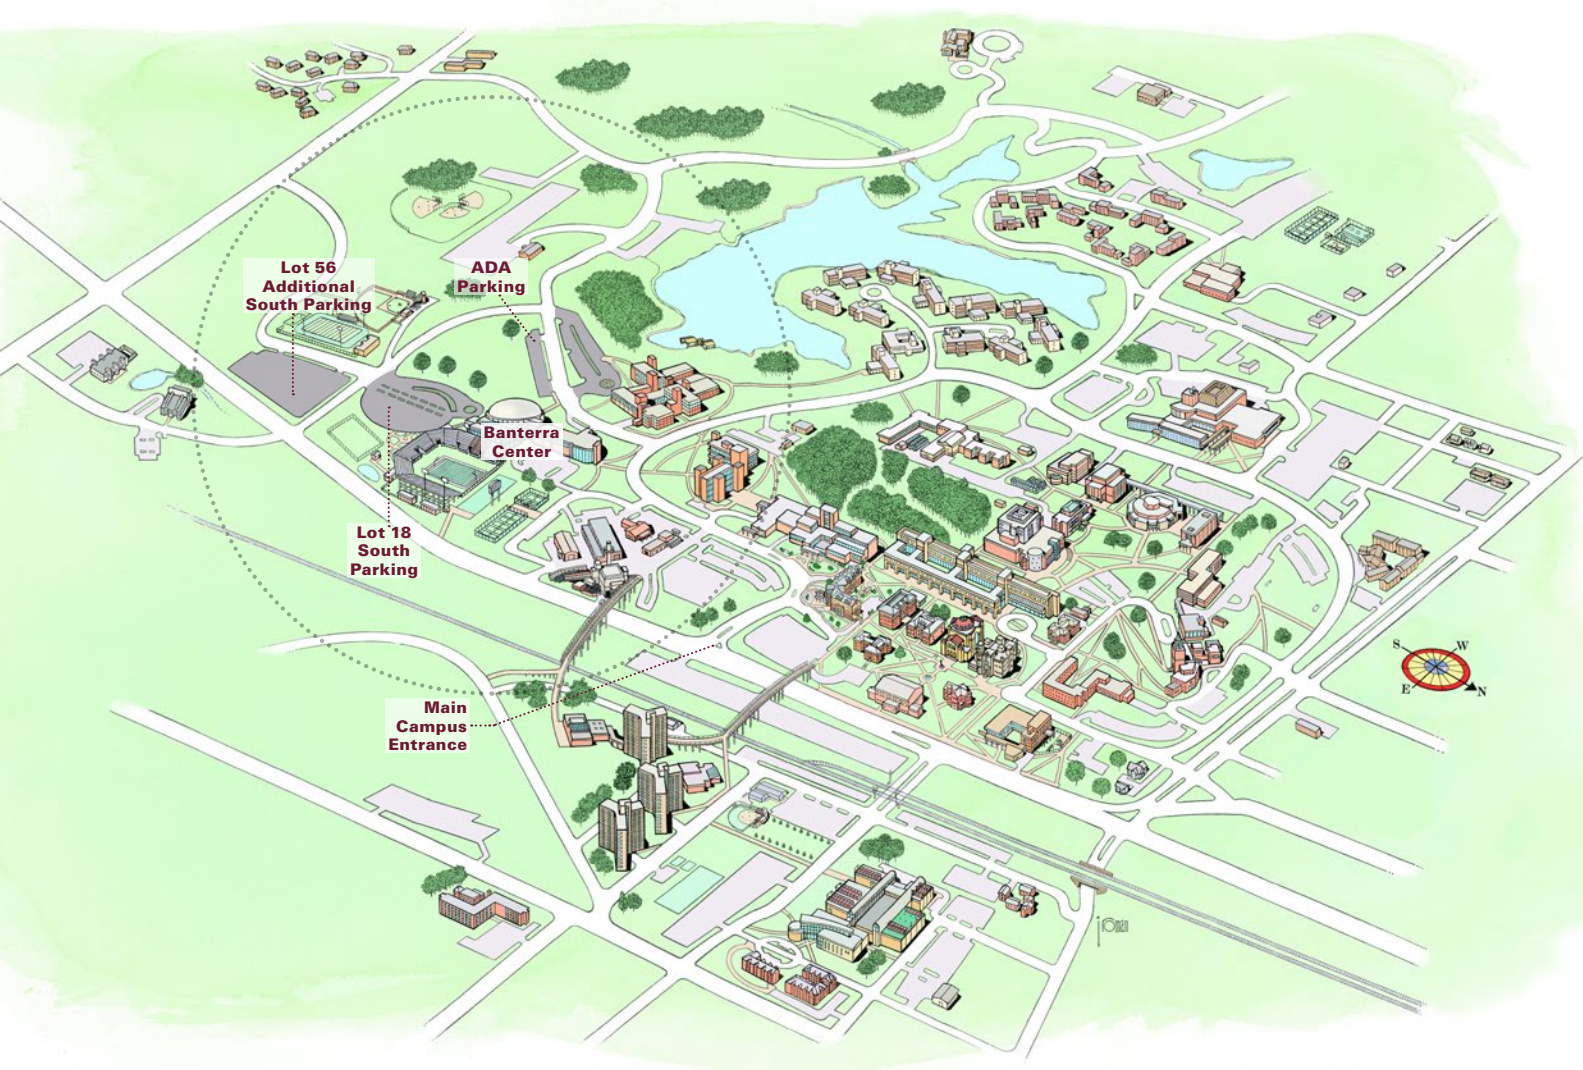 Lot 56
Additional
South Parking
ADA
Parking
Banterra
Center
Lot 18
South
Parking
Main
Campus
Entrance
S
W
E
N